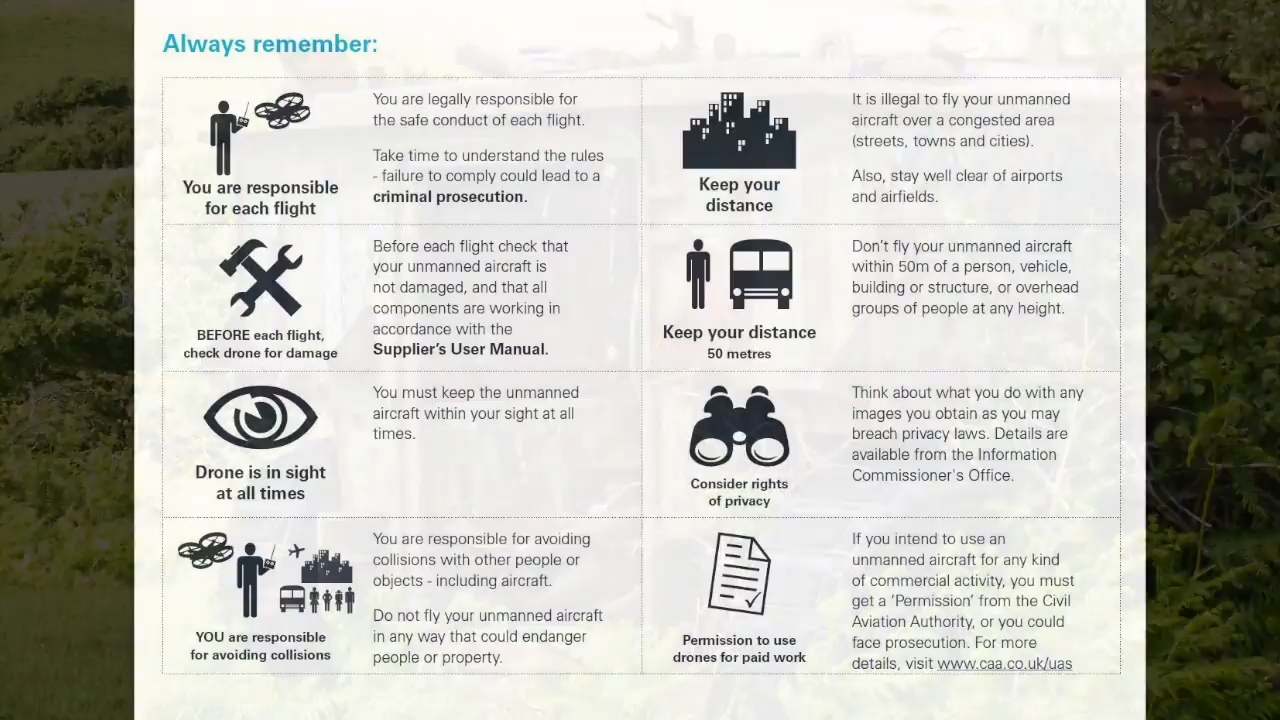 Always remember:
You are responsible
for each flight
You are legally responsible for
the safe conduct of each flight.
Take time to understand the rules
- failure to comply could lead to a
criminal prosecution.
Keep your
distance
It is illegal to fly your unmanned
aircraft over a congested area
(streets, towns and cities).
Also, stay well clear of airports
and airfields.
BEFORE each flight,
check drone for damage
Before each flight check that
your unmanned aircraft is
not damaged, and that all
components are working in
accordance with the
Supplier's User Manual.
Keep your distance
50 metres
Don't fly your unmanned aircraft
within 50m of a person, vehicle,
building or structure, or overhead
groups of people at any height.
Drone is in sight
at all times
You must keep the unmanned
aircraft within your sight at all
times.
Consider rights
of privacy
Think about what you do with any
images you obtain as you may
breach privacy laws. Details are
available from the Information
Commissioner's Office.
YOU are responsible
for avoiding collisions
You are responsible for avoiding
collisions with other people or
objects - including aircraft.
Do not fly your unmanned aircraft
in any way that could endanger
people or property.
Permission to use
drones for paid work
If you intend to use an
unmanned aircraft for any kind
of commercial activity, you must
get a 'Permission' from the Civil
Aviation Authority, or you could
face prosecution. For more
details, visit www.caa.co.uk/uas